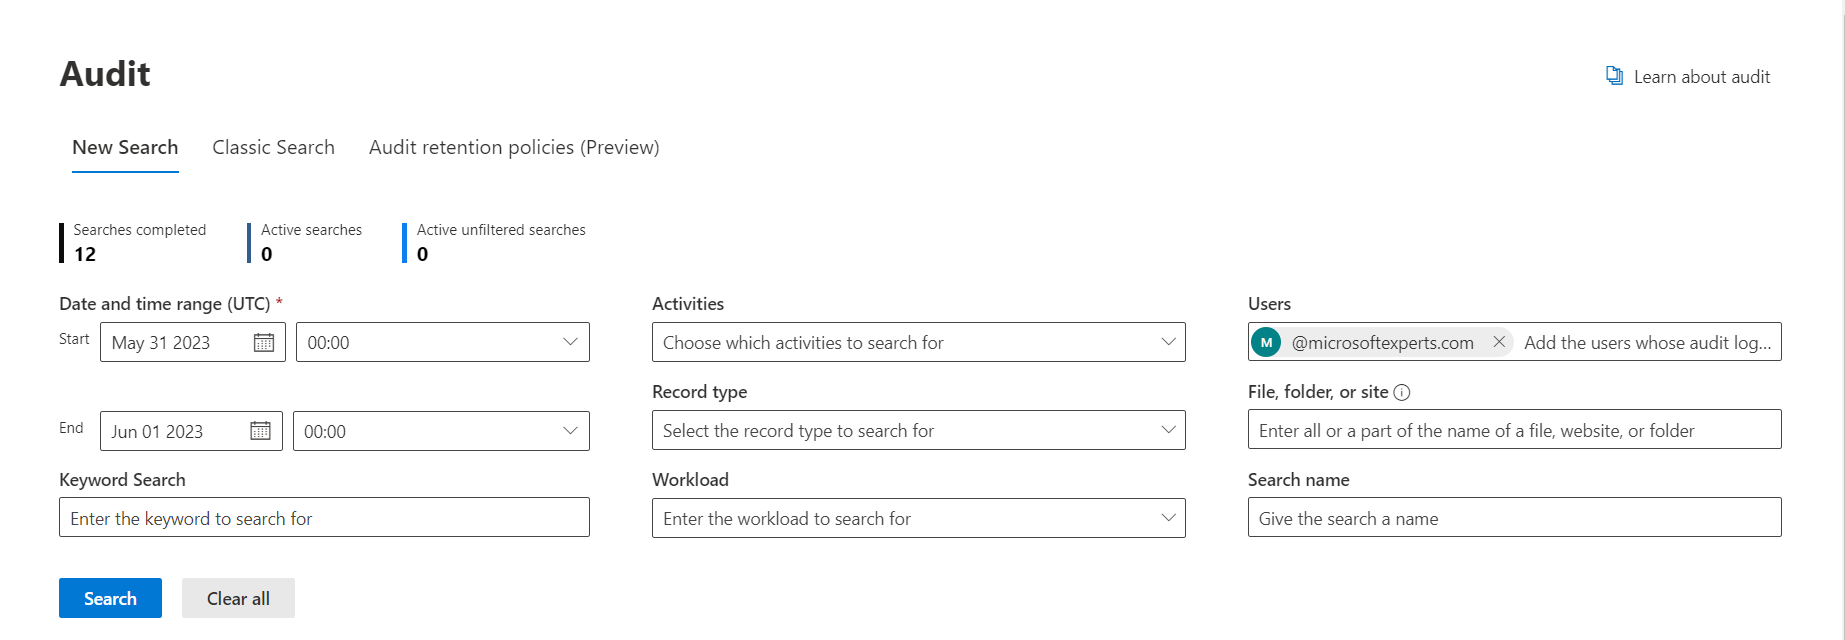 Audit
Learn about audit
New Search Classic Search Audit retention policies (Preview)
Searches completed
12
Active searches
0
Active unfiltered searches
0
Date and time range (UTC) *
Start May 31 2023 00:00
End Jun 01 2023 00:00
Keyword Search
Enter the keyword to search for
Activities
Choose which activities to search for
Record type
Select the record type to search for
Workload
Enter the workload to search for
Users
M @microsoftexperts.com Add the users whose audit log...
File, folder, or site
Enter all or a part of the name of a file, website, or folder
Search name
Give the search a name
Search Clear all